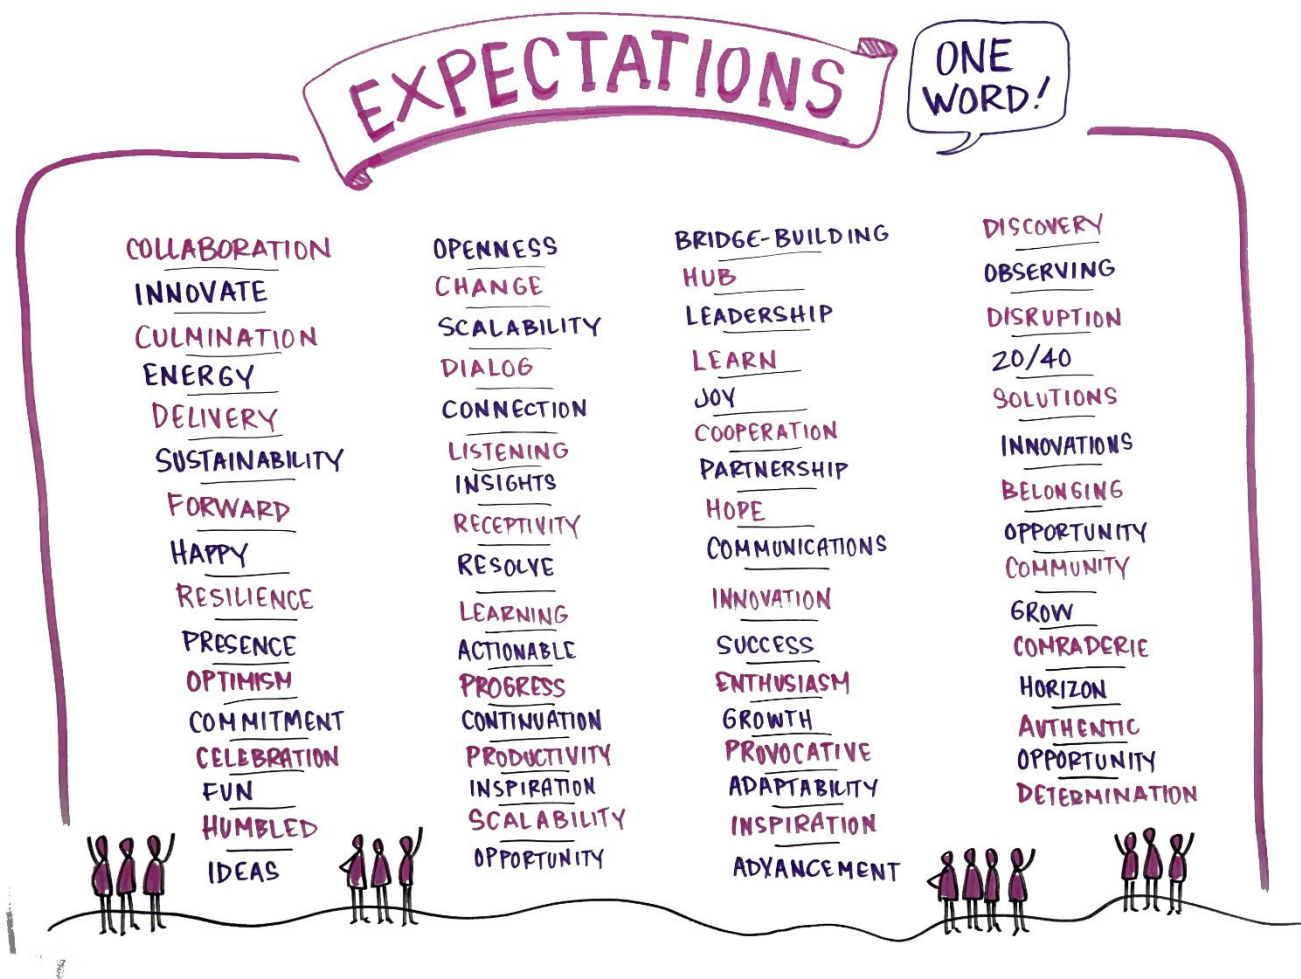 EXPECTATIONS
ONE
WORD!
COLLABORATION
INNOVATE
CULMINATION
ENERGY
DELIVERY
SUSTAINABILITY
FORWARD
HAPPY
RESILIENCE
PRESENCE
OPTIMISM
COMMITMENT
CELEBRATION
FUN
HUMBLED
IDEAS
OPENNESS
CHANGE
SCALABILITY
DIALOG
CONNECTION
LISTENING
INSIGHTS
RECEPTIVITY
RESOLVE
LEARNING
ACTIONABLE
PROGRESS
CONTINUATION
PRODUCTIVITY
INSPIRATION
SCALABILITY
OPPORTUNITY
BRIDGE-BUILDING
HUB
LEADERSHIP
LEARN
JOY
COOPERATION
PARTNERSHIP
HOPE
COMMUNICATIONS
INNOVATION
SUCCESS
ENTHUSIASM
GROWTH
PROVOCATIVE
ADAPTABILITY
INSPIRATION
ADVANCEMENT
DISCOVERY
OBSERVING
DISRUPTION
20/40
SOLUTIONS
INNOVATIONS
BELONGING
OPPORTUNITY
COMMUNITY
GROW
COMRADERIE
HORIZON
AUTHENTIC
OPPORTUNITY
DETERMINATION